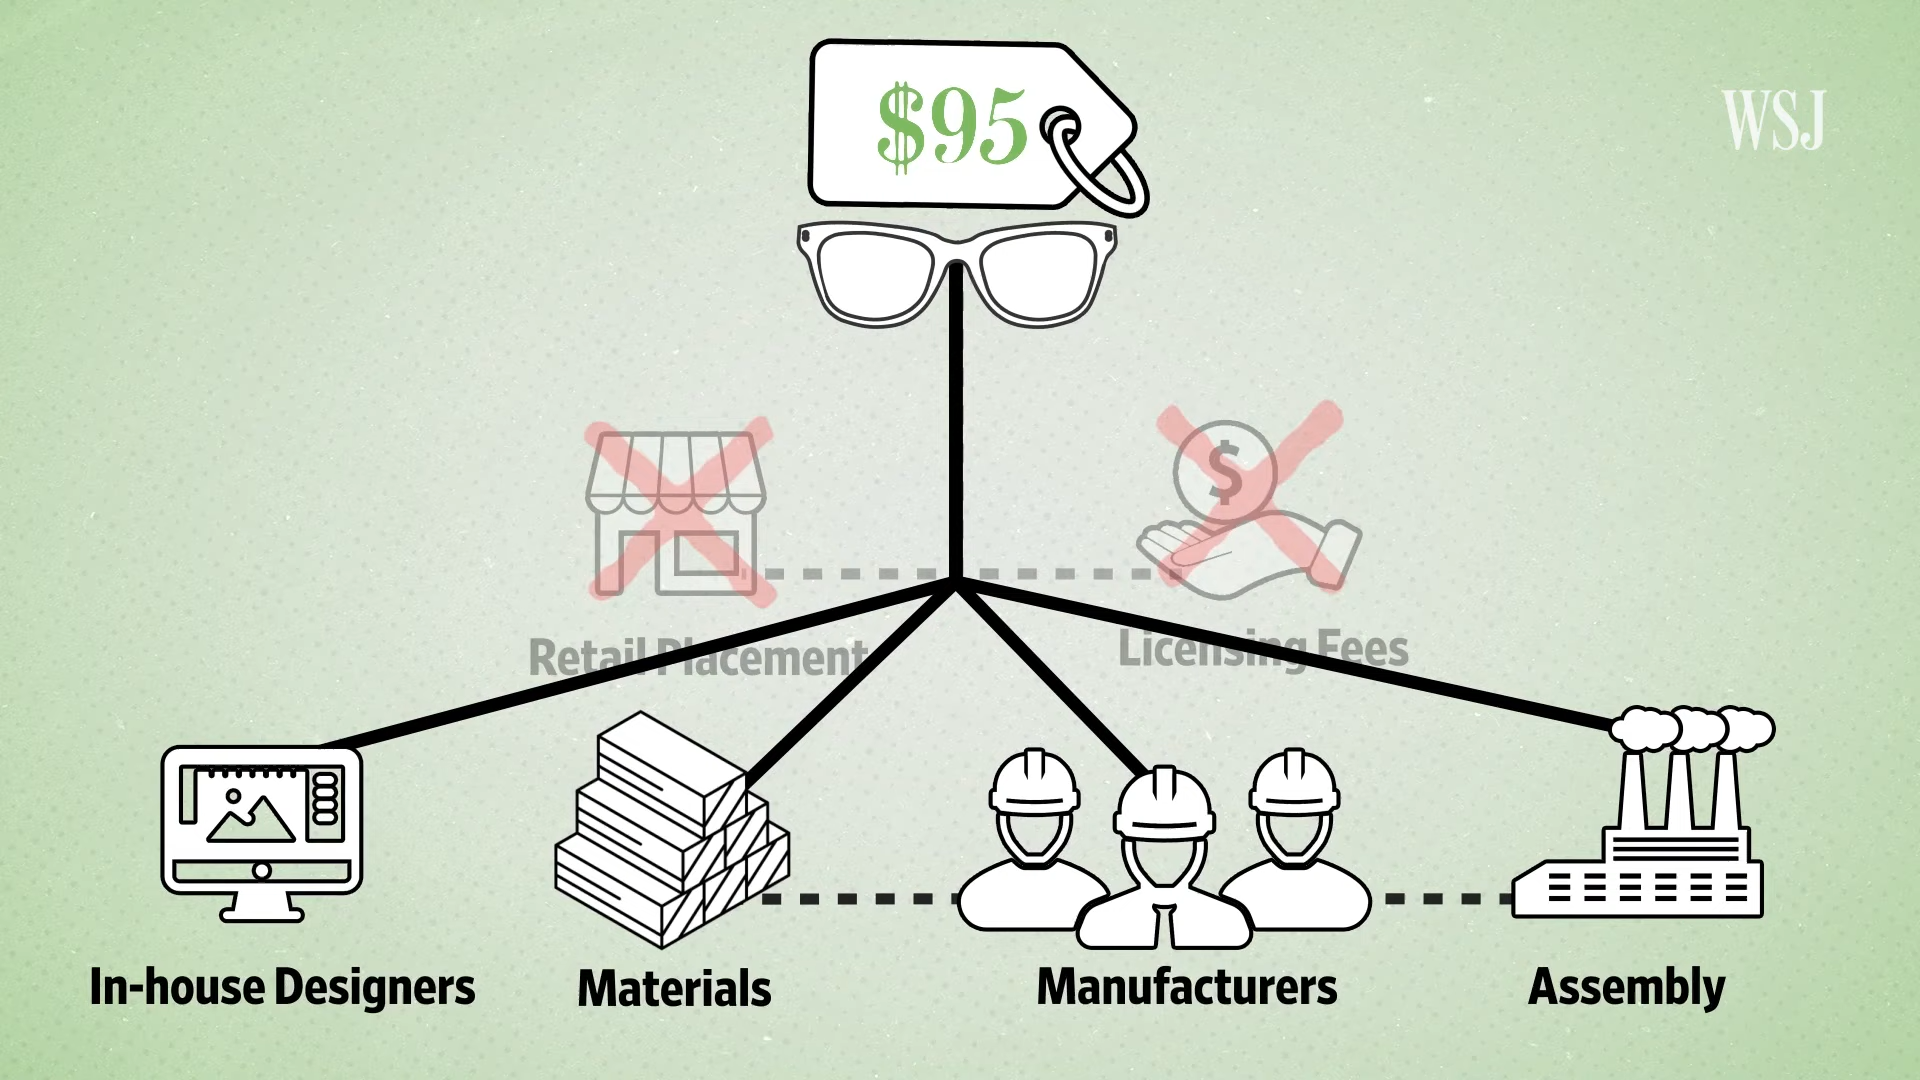 $95
WSJ
$
Retail Placement
Licensing Fees
In-house Designers
Materials
Manufacturers
Assembly